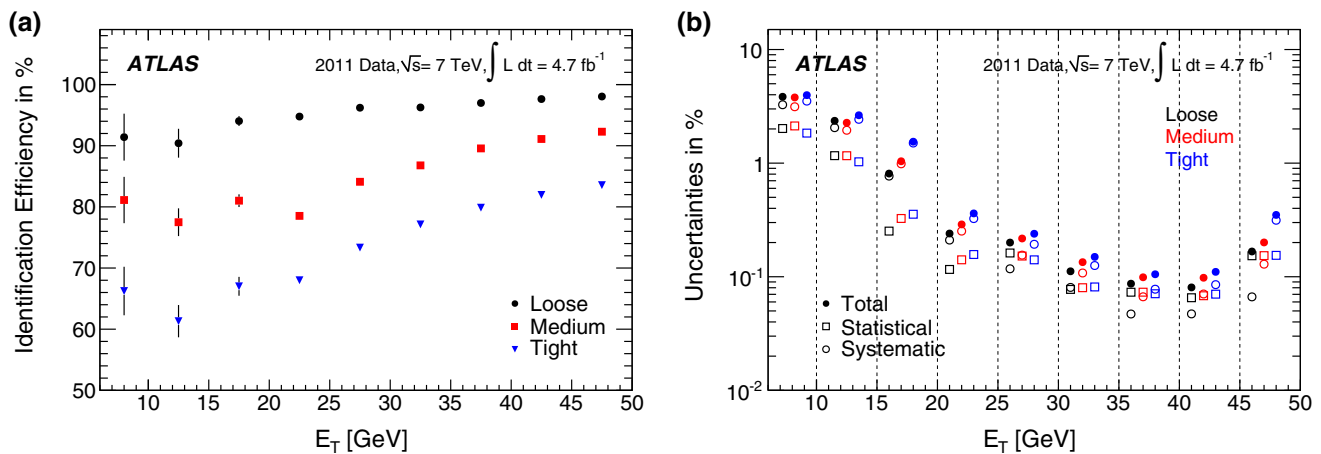 (a)
ATLAS
2011 Data,√s= 7 TeV,∫ L dt = 4.7 fb⁻¹
Identification Efficiency in %
100
90
80
70
60
50
Loose
Medium
Tight
10 15 20 25 30 35 40 45 50
E_T [GeV]
(b)
ATLAS
2011 Data,√s= 7 TeV,∫ L dt = 4.7 fb⁻¹
Uncertainties in %
10
1
10⁻¹
10⁻²
Loose
Medium
Tight
Total
Statistical
Systematic
10 15 20 25 30 35 40 45 50
E_T [GeV]